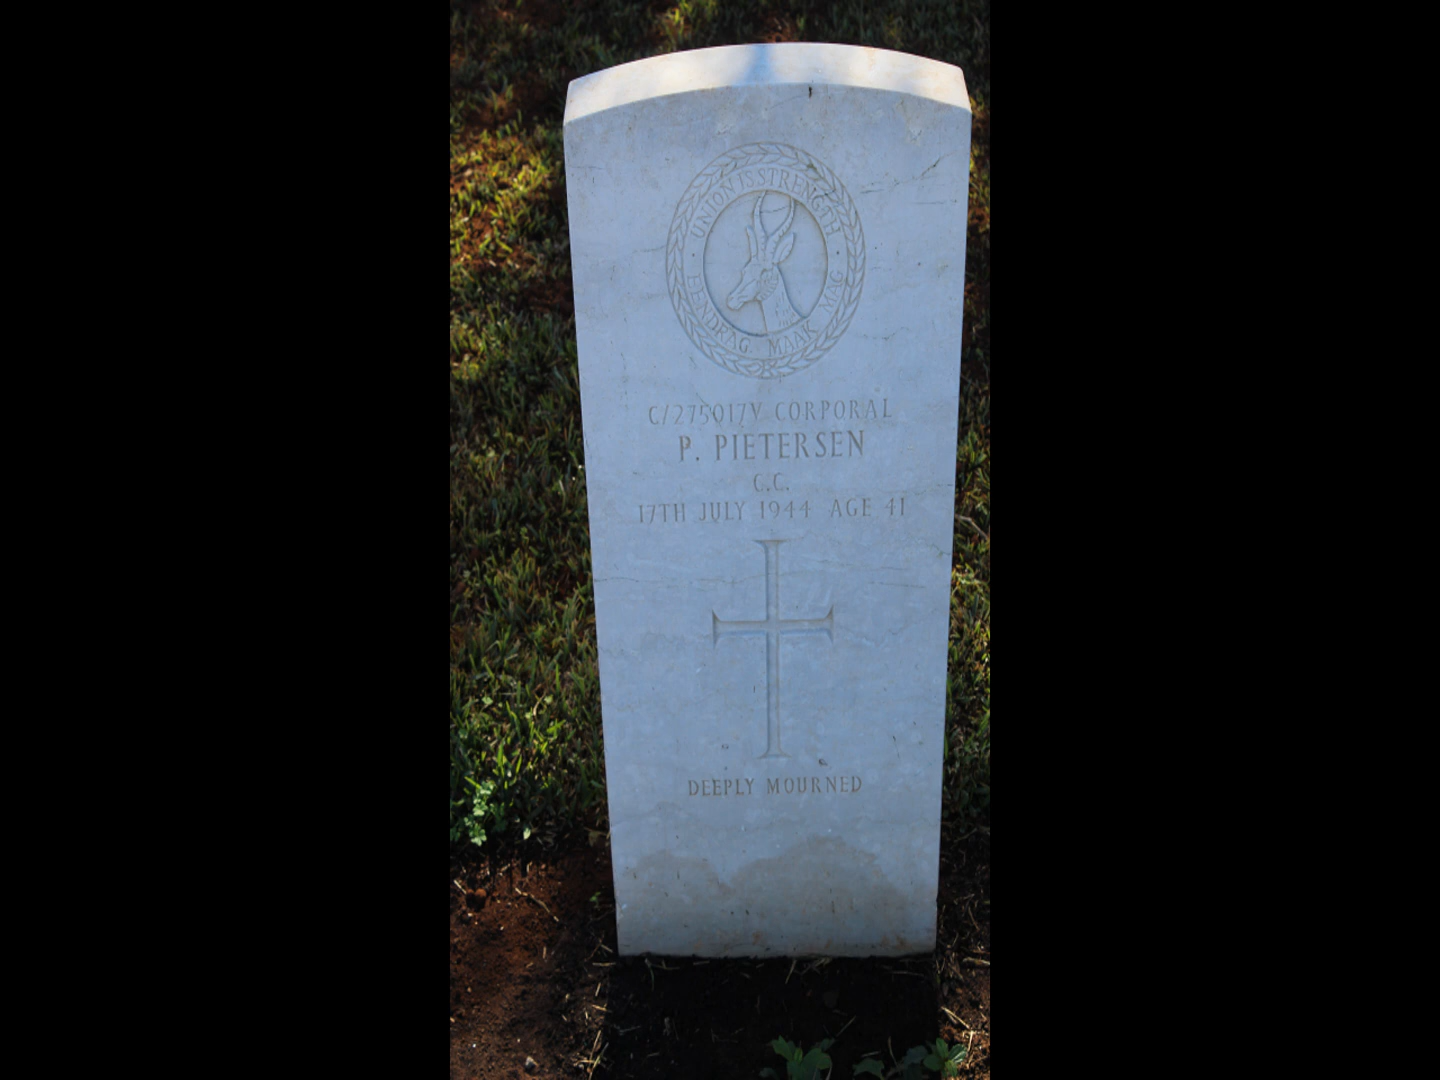 UNION IS STRENGTH
EENDRAG MAAK MAG
C/275017V CORPORAL
P. PIETERSEN
C.C.
17TH JULY 1944 AGE 41
DEEPLY MOURNED